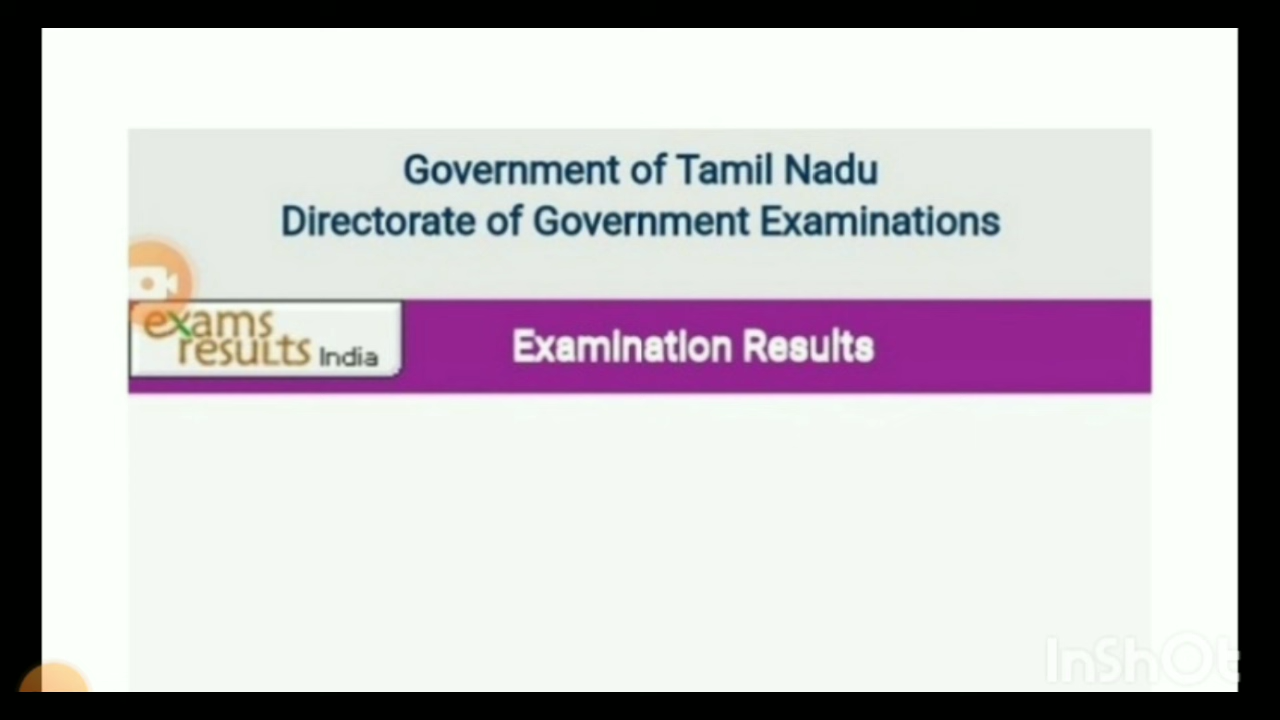 Government of Tamil Nadu
Directorate of Government Examinations
exams
results India
Examination Results
InShOt